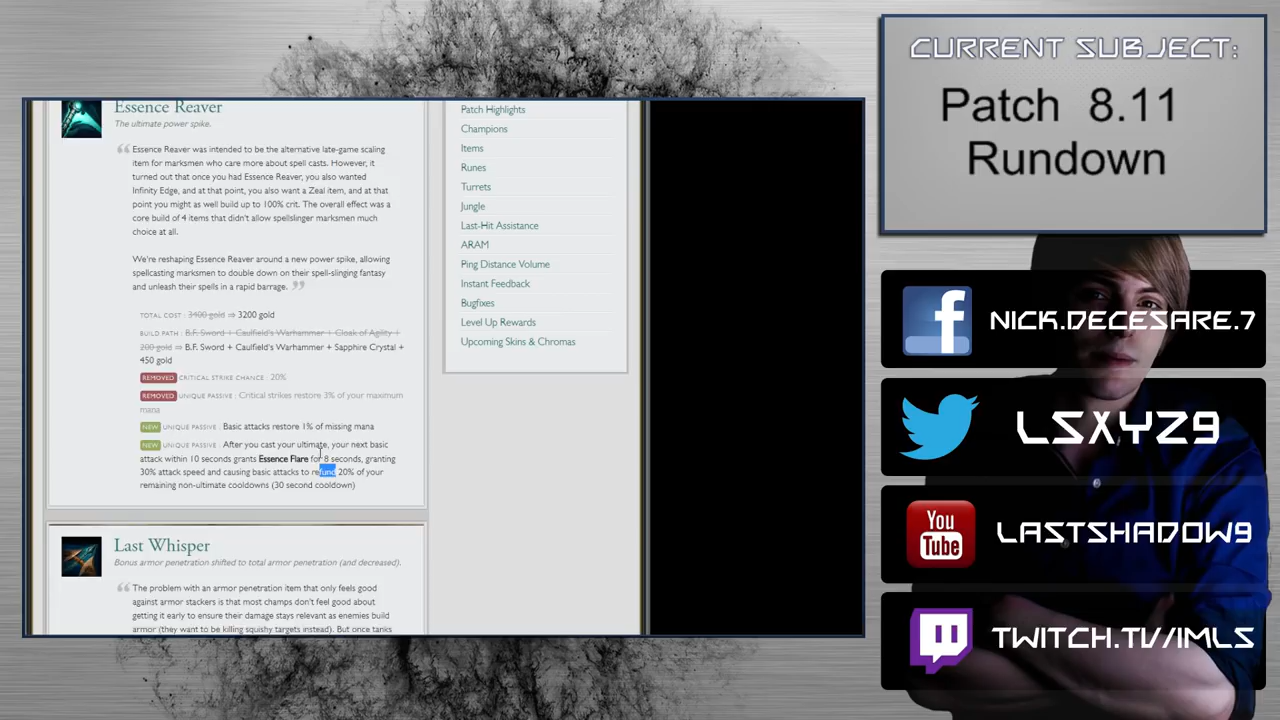 Essence Reaver
The ultimate power spike.
Essence Reaver was intended to be the alternative late-game scaling
item for marksmen who care more about spell casts. However, it
turned out that once you had Essence Reaver, you also wanted
Infinity Edge, and at that point, you also want a Zeal item, and at that
point you might as well build up to 100% crit. The overall effect was a
core build of 4 items that didn't allow spellslinger marksmen much
choice at all.
We're reshaping Essence Reaver around a new power spike, allowing
spellcasting marksmen to double down on their spell-slinging fantasy
and unleash their spells in a rapid barrage.
TOTAL COST : 3400 gold ⇒ 3200 gold
BUILD PATH : B.F. Sword + Caulfield's Warhammer + Cloak of Agility +
200 gold ⇒ B.F. Sword + Caulfield's Warhammer + Sapphire Crystal +
450 gold
REMOVED CRITICAL STRIKE CHANCE : 20%
REMOVED UNIQUE PASSIVE : Critical strikes restore 3% of your maximum
mana
NEW UNIQUE PASSIVE : Basic attacks restore 1% of missing mana
NEW UNIQUE PASSIVE : After you cast your ultimate, your next basic
attack within 10 seconds grants Essence Flare for 8 seconds, granting
30% attack speed and causing basic attacks to refund 20% of your
remaining non-ultimate cooldowns (30 second cooldown)
Last Whisper
Bonus armor penetration shifted to total armor penetration (and decreased).
The problem with an armor penetration item that only feels good
against armor stackers is that most champs don't feel good about
getting it early to ensure their damage stays relevant as enemies build
armor (they want to be killing squishy targets instead). But once tanks
Patch Highlights
Champions
Items
Runes
Turrets
Jungle
Last-Hit Assistance
ARAM
Ping Distance Volume
Instant Feedback
Bugfixes
Level Up Rewards
Upcoming Skins & Chromas
CURRENT SUBJECT:
Patch 8.11
Rundown
NICK.DECESARE.7
LSXYZ9
You
Tube
LASTSHADOW9
TWITCH.TV/IMLS